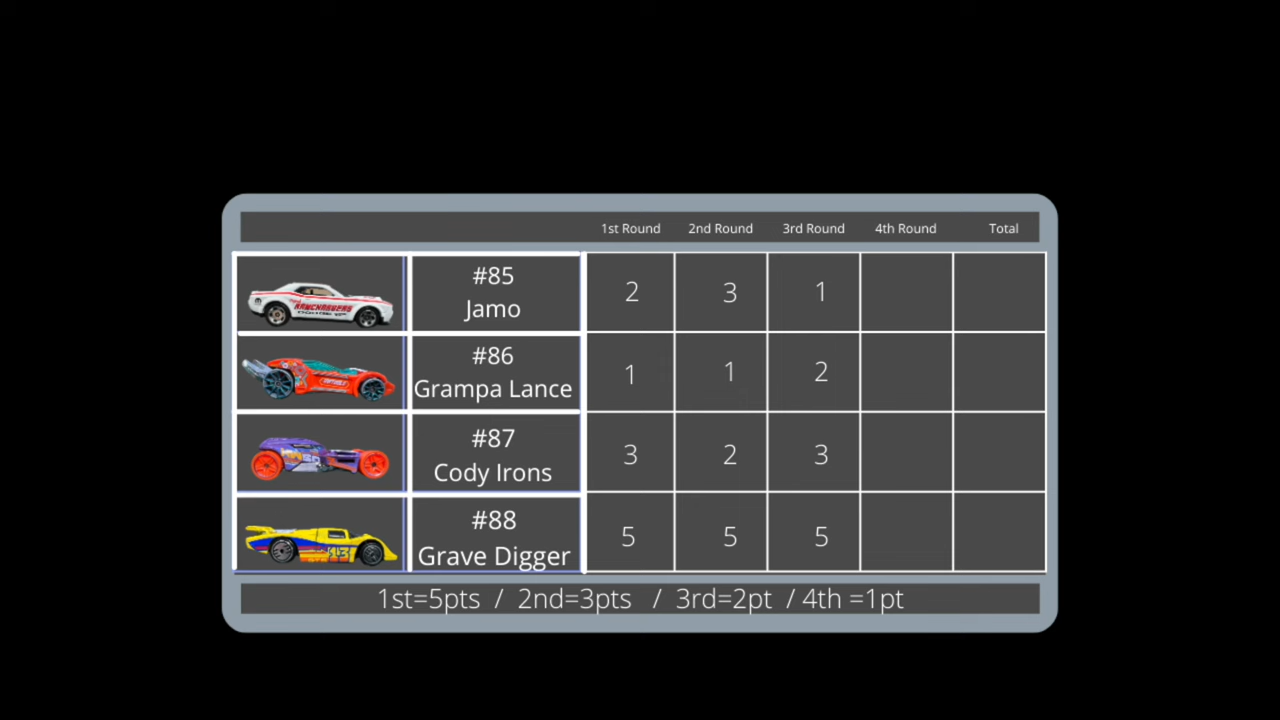 1st Round 2nd Round 3rd Round 4th Round Total
#85
Jamo
2 3 1
#86
Grampa Lance
1 1 2
#87
Cody Irons
3 2 3
#88
Grave Digger
5 5 5
1st=5pts / 2nd=3pts / 3rd=2pt / 4th =1pt